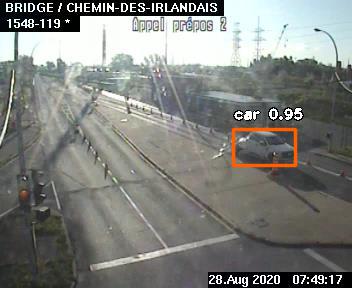 BRIDGE / CHEMIN-DES-IRLANDAIS
1548-119 *
Appel prépos 2
car 0.95
28.Aug 2020 07:49:17